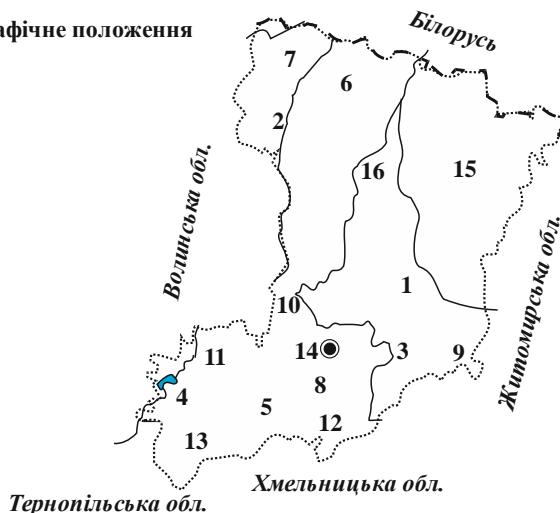 афічне положення
Білорусь
7
6
2
16
15
Волинська обл.
Житомирська обл.
1
10
14
3
9
11
8
4
5
12
13
Хмельницька обл.
Тернопільська обл.